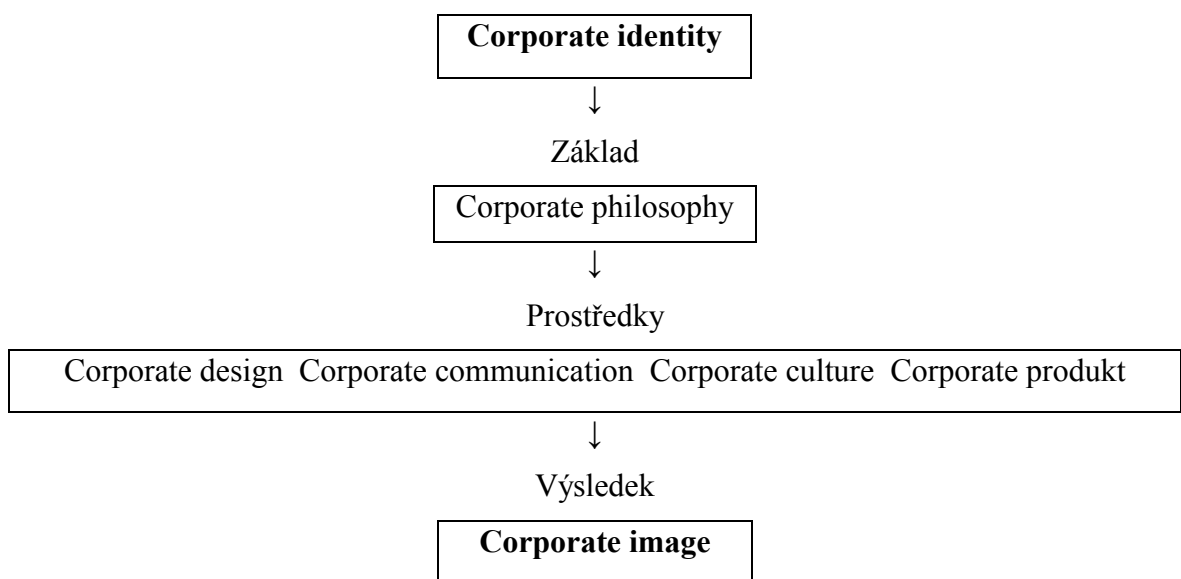 Corporate identity
↓
Základ
Corporate philosophy
↓
Prostředky
Corporate design Corporate communication Corporate culture Corporate produkt
↓
Výsledek
Corporate image